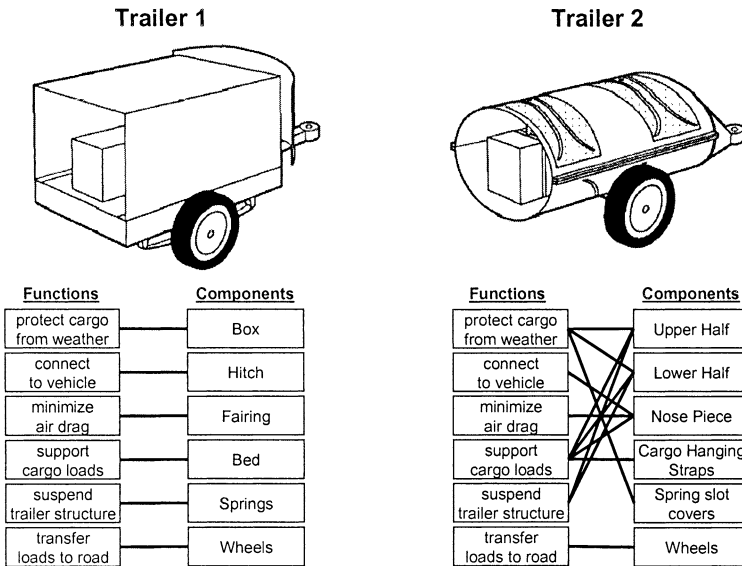 Trailer 1
Trailer 2
Functions
Components
protect cargo
from weather
Box
connect
to vehicle
Hitch
minimize
air drag
Fairing
support
cargo loads
Bed
suspend
trailer structure
Springs
transfer
loads to road
Wheels
Functions
Components
protect cargo
from weather
Upper Half
connect
to vehicle
Lower Half
minimize
air drag
Nose Piece
support
cargo loads
Cargo Hanging
Straps
suspend
trailer structure
Spring slot
covers
transfer
loads to road
Wheels